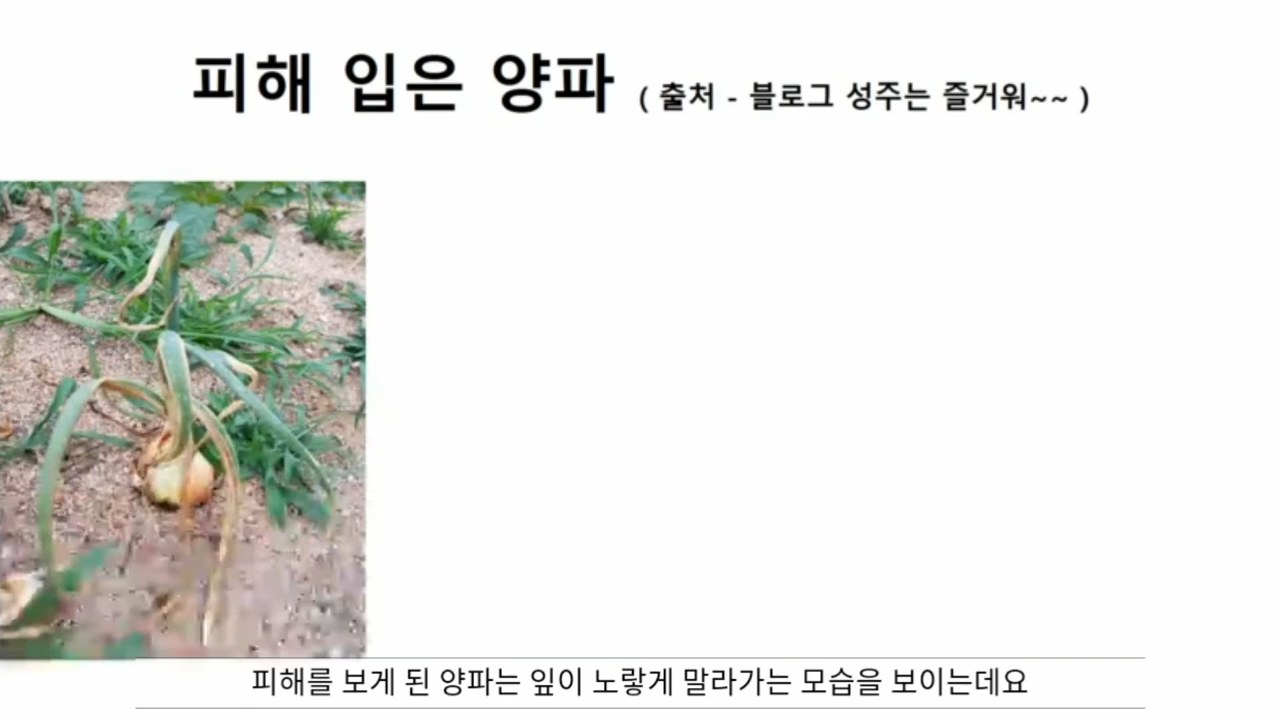 피해 입은 양파 ( 출처 - 블로그 성주는 즐거워~~ )
피해를 보게 된 양파는 잎이 노랗게 말라가는 모습을 보이는데요